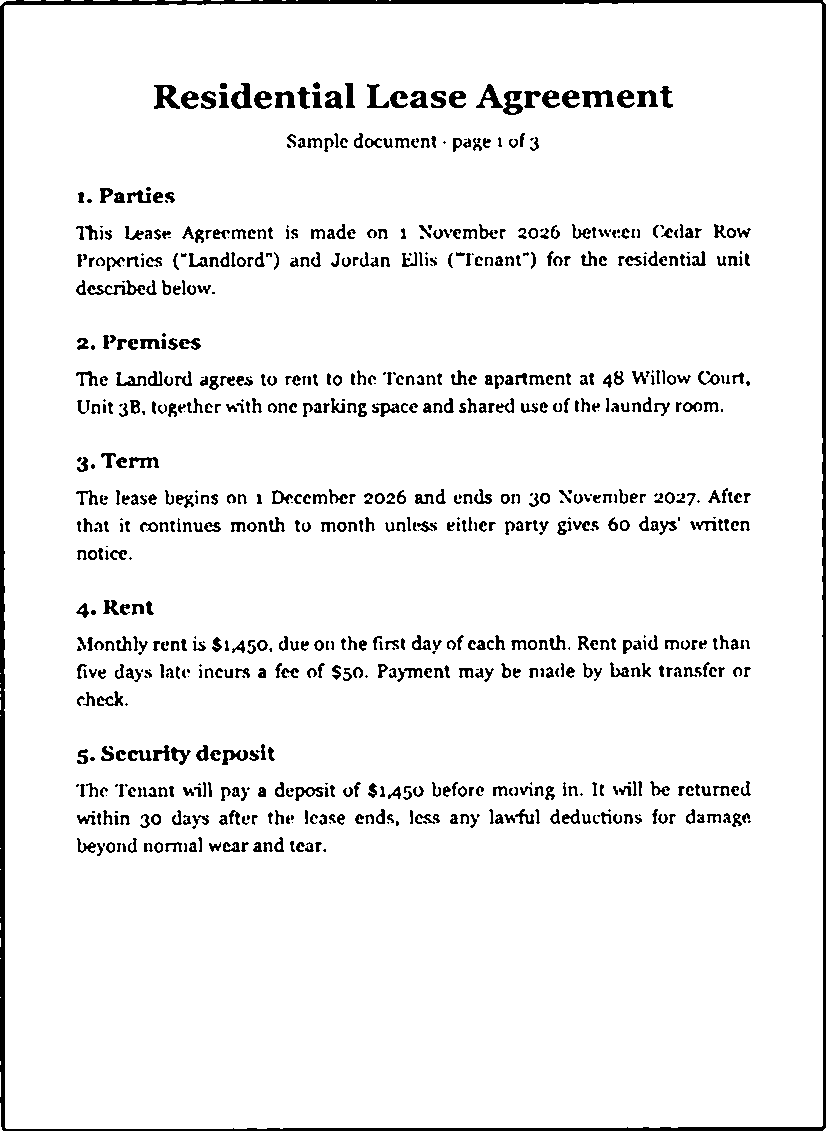 Residential Lease Agreement
Sample document · page 1 of 3
1. Parties
This Lease Agreement is made on 1 November 2026 between Cedar Row
Properties ("Landlord") and Jordan Ellis ("Tenant") for the residential unit
described below.
2. Premises
The Landlord agrees to rent to the Tenant the apartment at 48 Willow Court,
Unit 3B, together with one parking space and shared use of the laundry room.
3. Term
The lease begins on 1 December 2026 and ends on 30 November 2027. After
that it continues month to month unless either party gives 60 days' written
notice.
4. Rent
Monthly rent is $1,450, due on the first day of each month. Rent paid more than
five days late incurs a fee of $50. Payment may be made by bank transfer or
check.
5. Security deposit
The Tenant will pay a deposit of $1,450 before moving in. It will be returned
within 30 days after the lease ends, less any lawful deductions for damage
beyond normal wear and tear.